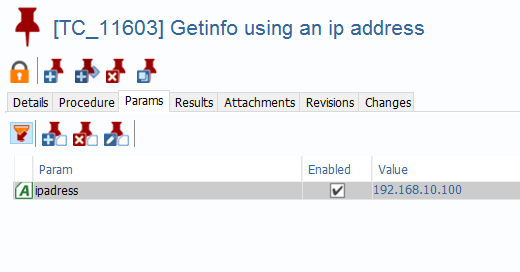 [TC_11603] Getinfo using an ip address
Details Procedure Params Results Attachments Revisions Changes
Param Enabled Value
A ipadress 192.168.10.100